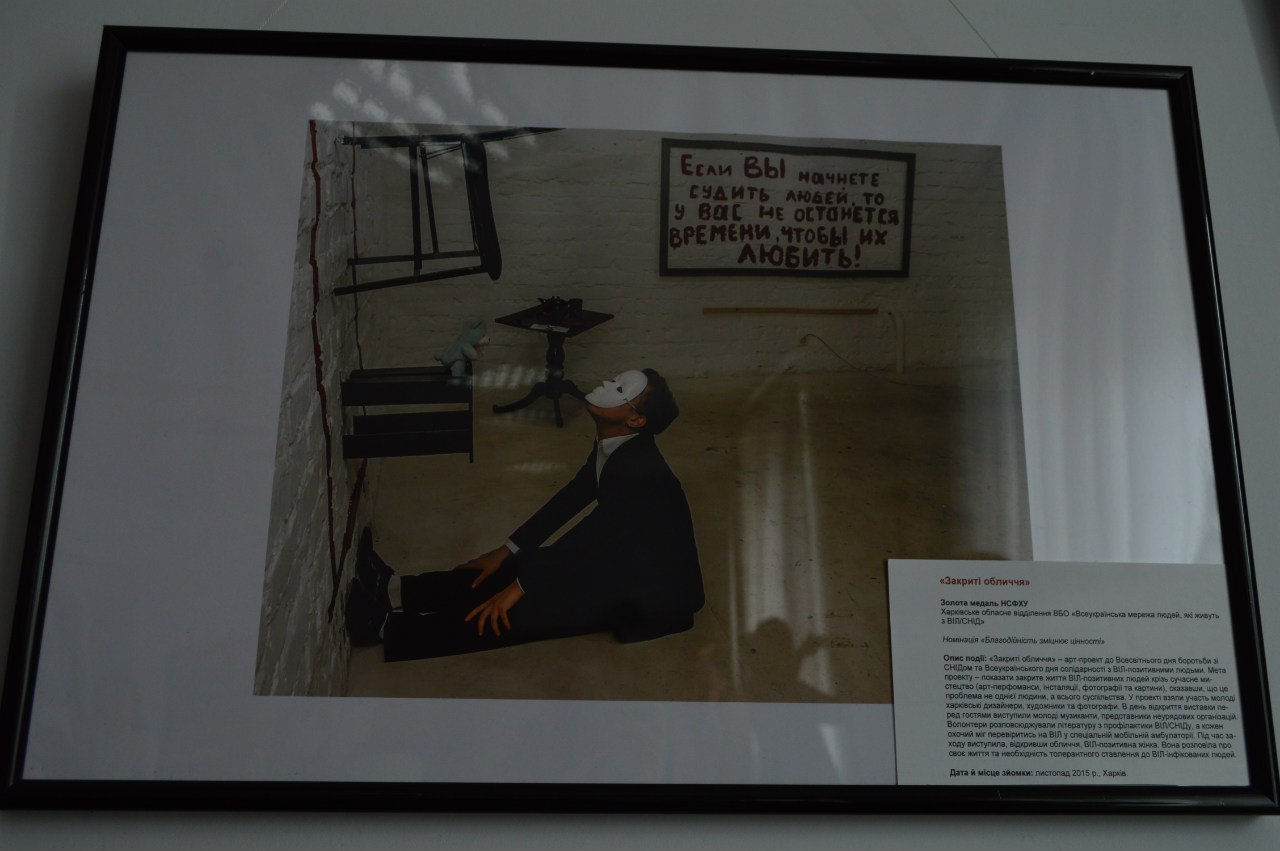 Если ВЫ начнете
судить людей, то
у вас не останется
времени, чтобы их
любить!
«Закриті обличчя»
Золота медаль НСФХУ
Харківське обласне відділення ВБО «Всеукраїнська мережа людей, які живуть
з ВІЛ/СНІД»
Номінація «Благодійність зміцнює цінності»
Опис події: «Закриті обличчя» – арт-проект до Всесвітнього дня боротьби зі
СНІДом та Всеукраїнського дня солідарності з ВІЛ-позитивними людьми. Мета
проекту – показати закрите життя ВІЛ-позитивних людей крізь сучасне ми-
стецтво (арт-перфоманси, інсталяції, фотографії та картини), сказавши, що це
проблема не однієї людини, а всього суспільства. У проекті взяли участь молоді
харківські дизайнери, художники та фотографи. В день відкриття виставки пе-
ред гостями виступили молоді музиканти, представники неурядових організацій.
Волонтери розповсюджували літературу з профілактики ВІЛ/СНІДу, а кожен
охочий міг перевіритись на ВІЛ у спеціальній мобільній амбулаторії. Під час за-
ходу виступила, відкривши обличчя, ВІЛ-позитивна жінка. Вона розповіла про
своє життя та необхідність толерантного ставлення до ВІЛ-інфікованих людей.
Дата й місце зйомки: листопад 2015 р., Харків.